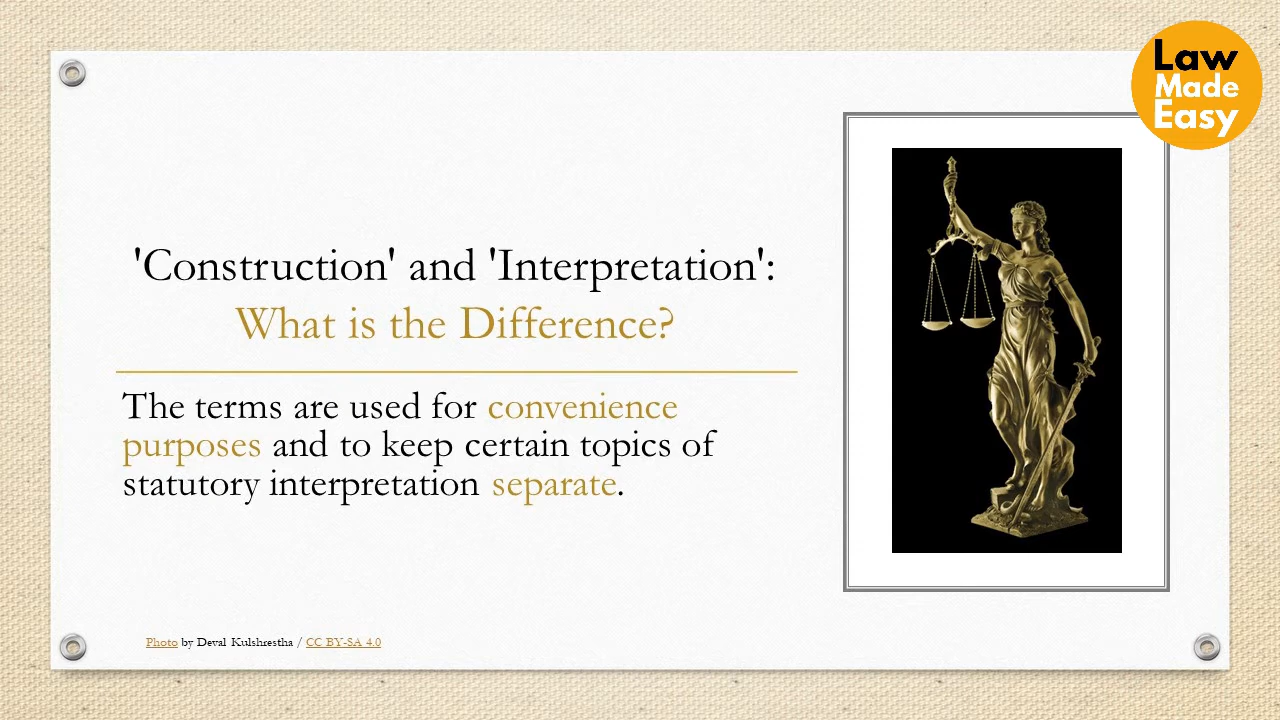 Law
Made
Easy
'Construction' and 'Interpretation':
What is the Difference?
The terms are used for convenience
purposes and to keep certain topics of
statutory interpretation separate.
Photo by Deval Kulshrestha / CC BY-SA 4.0